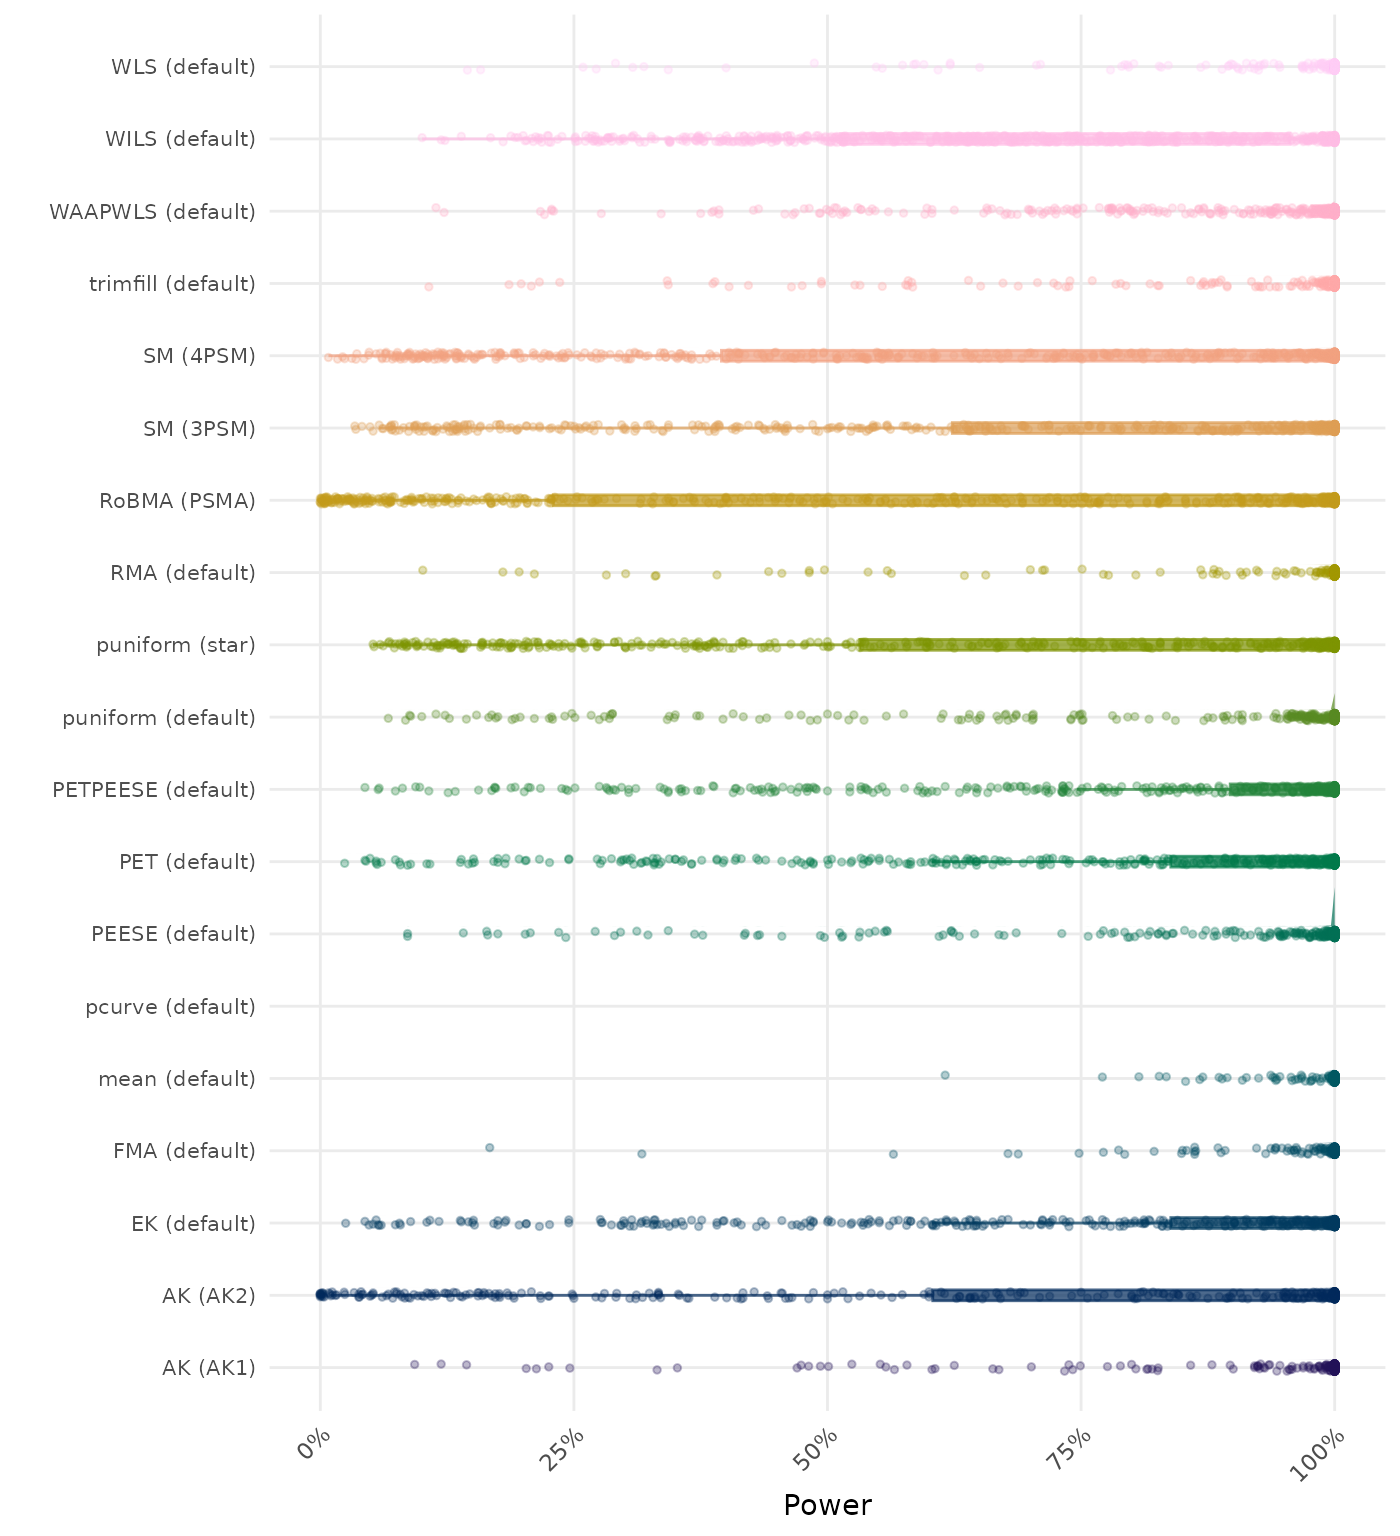 WLS (default)
WILS (default)
WAAPWLS (default)
trimfill (default)
SM (4PSM)
SM (3PSM)
RoBMA (PSMA)
RMA (default)
puniform (star)
puniform (default)
PETPEESE (default)
PET (default)
PEESE (default)
pcurve (default)
mean (default)
FMA (default)
EK (default)
AK (AK2)
AK (AK1)
0%
25%
50%
75%
100%
Power